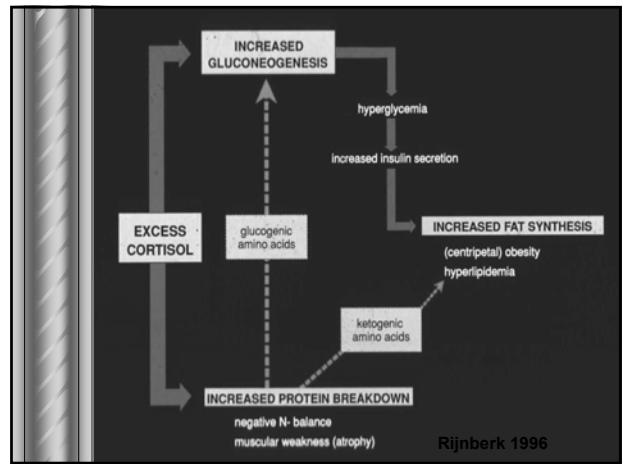 INCREASED
GLUCONEOGENESIS
hyperglycemia
increased insulin secretion
EXCESS
CORTISOL
glucogenic
amino acids
INCREASED FAT SYNTHESIS
(centripetal) obesity
hyperlipidemia
ketogenic
amino acids
INCREASED PROTEIN BREAKDOWN
negative N- balance
muscular weakness (atrophy)
Rijnberk 1996